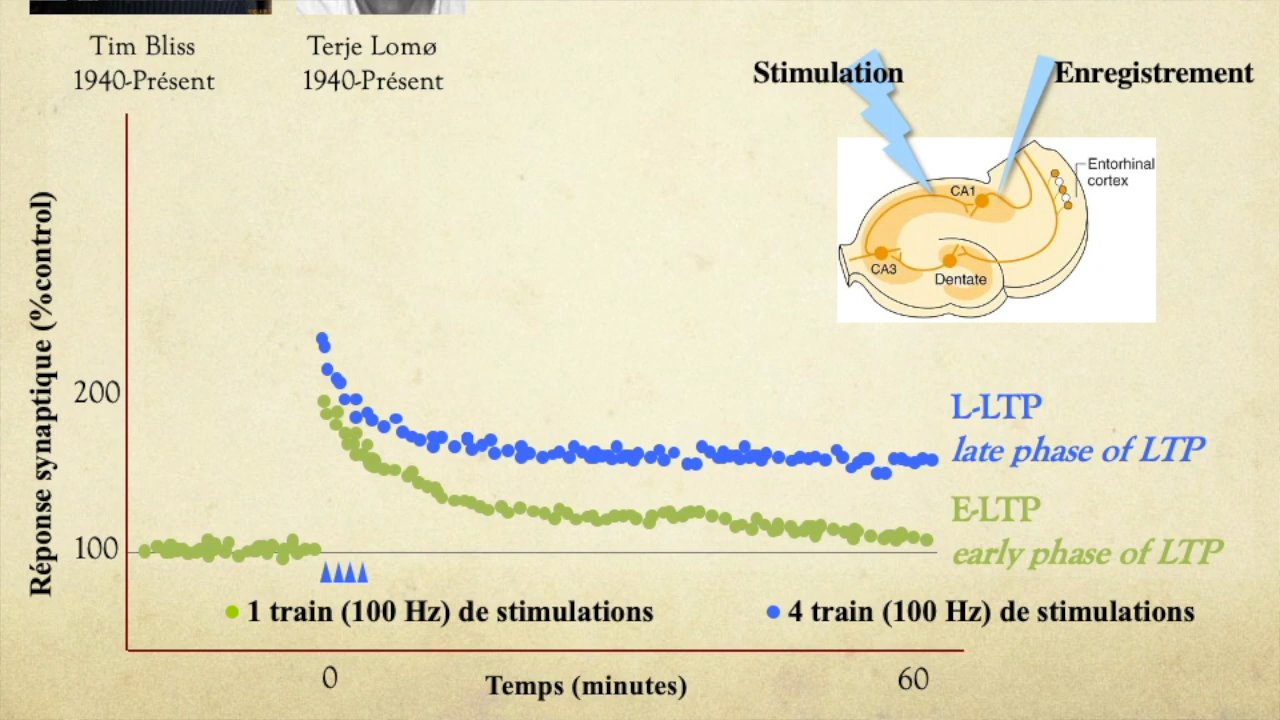 Tim Bliss
1940-Présent
Terje Lomø
1940-Présent
Stimulation
Enregistrement
Entorhinal
cortex
CA1
CA3
Dentate
Réponse synaptique (%control)
200
100
L-LTP
late phase of LTP
E-LTP
early phase of LTP
1 train (100 Hz) de stimulations
4 train (100 Hz) de stimulations
0
Temps (minutes)
60